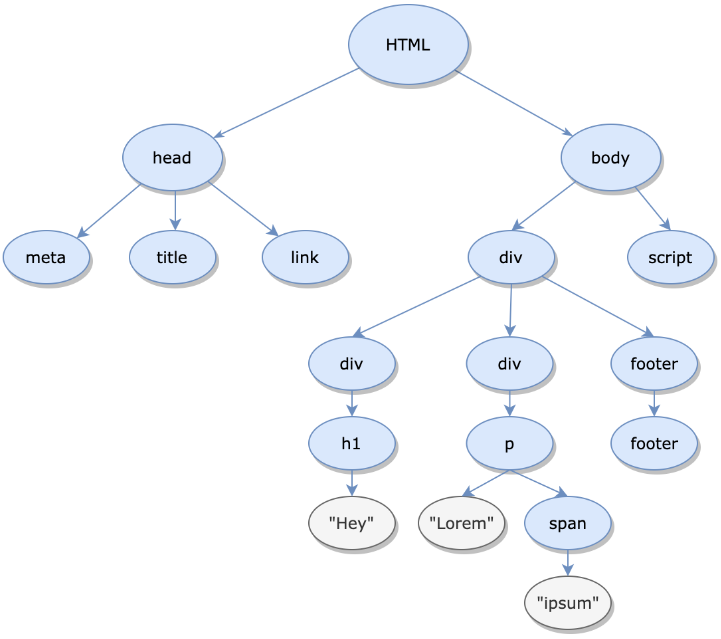 HTML
head
body
meta
title
link
div
script
div
div
footer
h1
p
footer
"Hey"
"Lorem"
span
"ipsum"